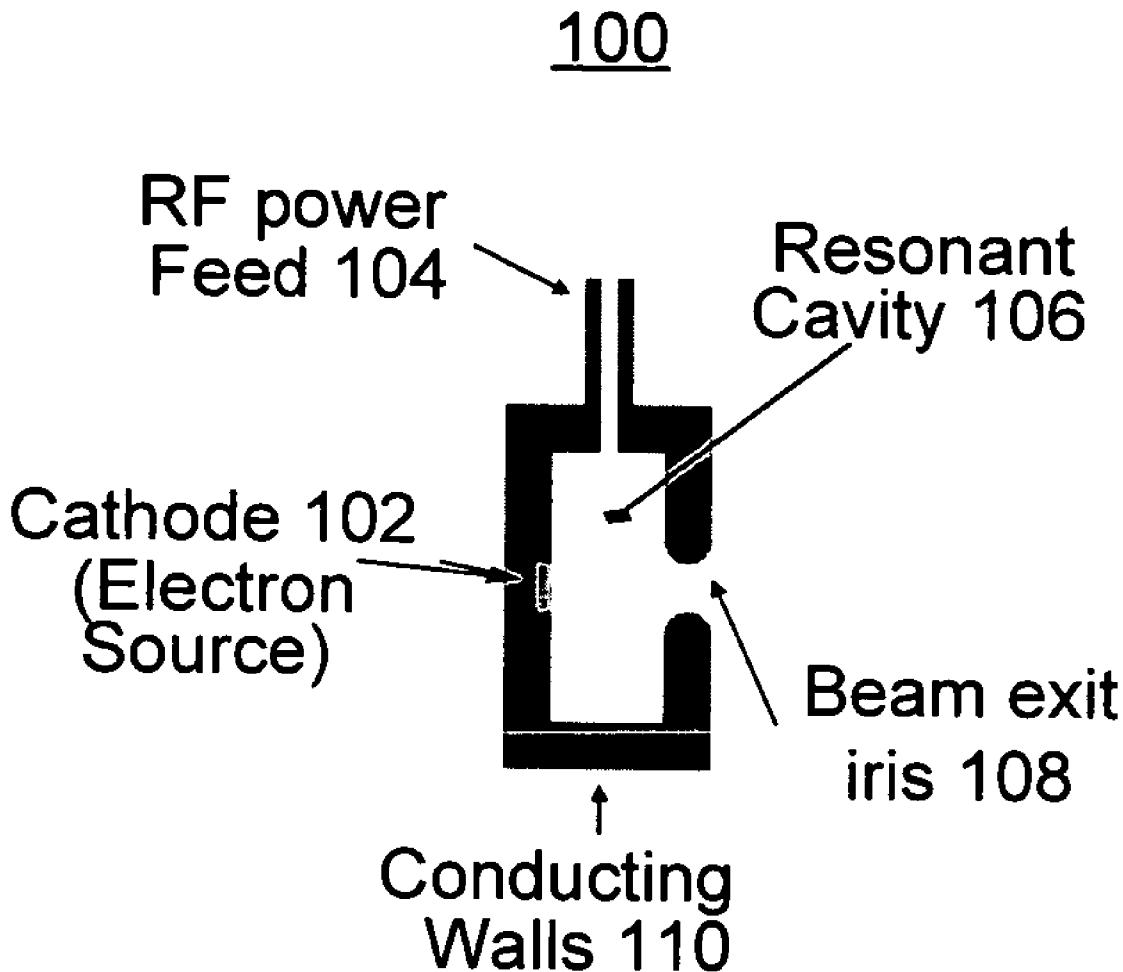 100
RF power
Feed 104
Resonant
Cavity 106
Cathode 102
(Electron
Source)
Beam exit
iris 108
Conducting
Walls 110